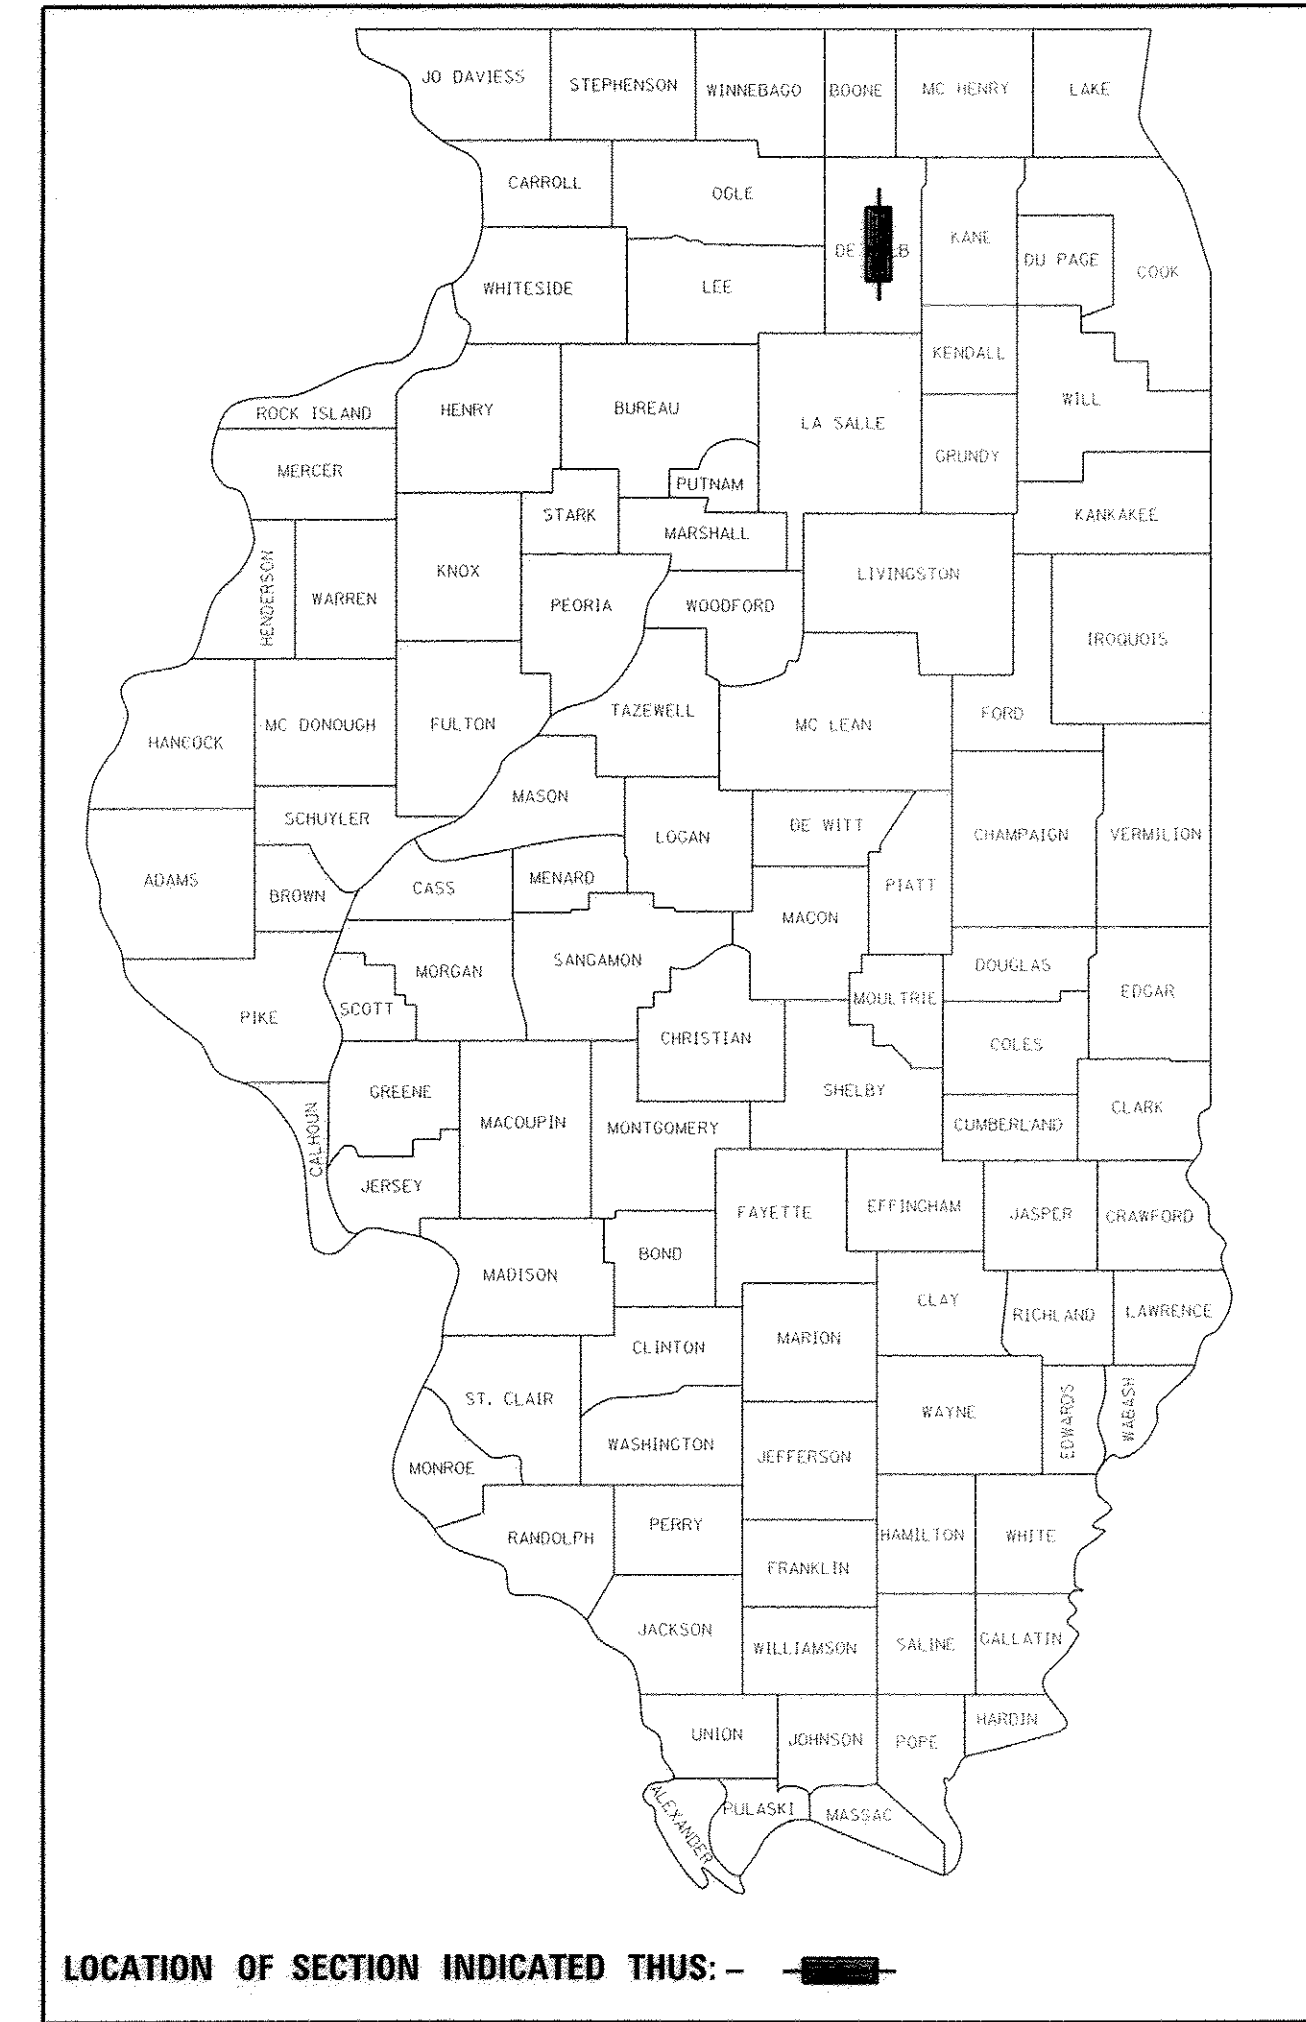 JO DAVIESS
STEPHENSON
WINNEBAGO
BOONE
MC HENRY
LAKE
CARROLL
OGLE
DE
LB
KANE
DU PAGE
COOK
WHITESIDE
LEE
KENDALL
ROCK ISLAND
HENRY
BUREAU
LA SALLE
WILL
GRUNDY
MERCER
PUTNAM
STARK
MARSHALL
KANKAKEE
HENDERSON
WARREN
KNOX
PEORIA
WOODFORD
LIVINGSTON
IROQUOIS
HANCOCK
MC DONOUGH
FULTON
TAZEWELL
MC LEAN
FORD
MASON
SCHUYLER
LOGAN
DE WITT
CHAMPAIGN
VERMILION
ADAMS
BROWN
CASS
MENARD
PIATT
MACON
SANGAMON
MORGAN
DOUGLAS
EDGAR
PIKE
SCOTT
CHRISTIAN
MOULTRIE
COLES
SHELBY
GREENE
CALHOUN
MACOUPIN
MONTGOMERY
CUMBERLAND
CLARK
JERSEY
FAYETTE
EFFINGHAM
JASPER
CRAWFORD
BOND
MADISON
CLAY
RICHLAND
LAWRENCE
CLINTON
MARION
ST. CLAIR
WAYNE
EDWARDS
WABASH
WASHINGTON
JEFFERSON
MONROE
RANDOLPH
PERRY
HAMILTON
WHITE
FRANKLIN
JACKSON
WILLIAMSON
SALINE
GALLATIN
UNION
JOHNSON
POPE
HARDIN
ALEXANDER
PULASKI
MASSAC
LOCATION OF SECTION INDICATED THUS: –